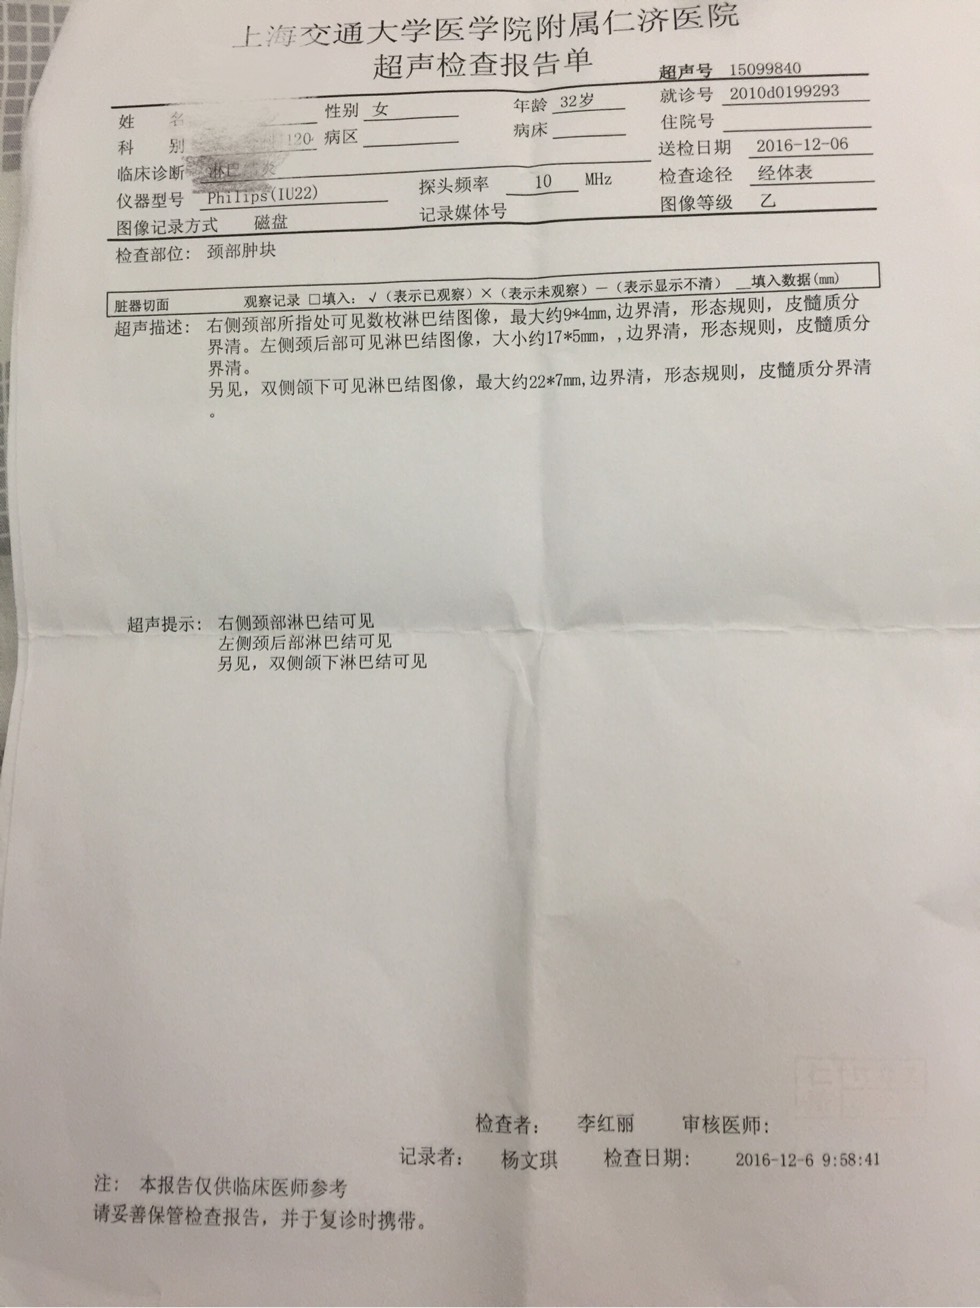 上海交通大学医学院附属仁济医院
超声检查报告单
超声号 15099840
姓 名 性别 女 年龄 32岁 就诊号 2010d0199293
科 别 120 病区 病床 住院号
临床诊断 淋巴 炎 送检日期 2016-12-06
仪器型号 Philips(IU22) 探头频率 10 MHz 检查途径 经体表
图像记录方式 磁盘 记录媒体号 图像等级 乙
检查部位: 颈部肿块
脏器切面 观察记录 □填入: √(表示已观察)×(表示未观察)－(表示显示不清) __填入数据(mm)
超声描述: 右侧颈部所指处可见数枚淋巴结图像，最大约9*4mm,边界清，形态规则，皮髓质分
界清。左侧颈后部可见淋巴结图像，大小约17*5mm，,边界清，形态规则，皮髓质分
界清。
另见，双侧颌下可见淋巴结图像，最大约22*7mm,边界清，形态规则，皮髓质分界清
。
超声提示: 右侧颈部淋巴结可见
左侧颈后部淋巴结可见
另见，双侧颌下淋巴结可见
检查者: 李红丽 审核医师:
记录者: 杨文琪 检查日期: 2016-12-6 9:58:41
注: 本报告仅供临床医师参考
请妥善保管检查报告，并于复诊时携带。